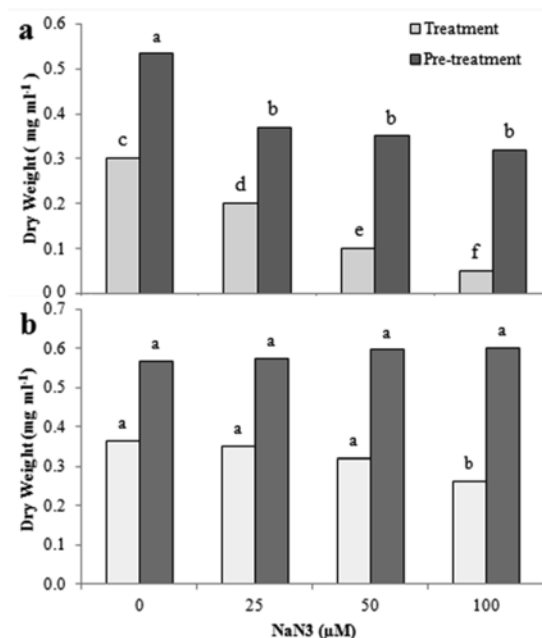 a
Treatment
Pre-treatment
Dry Weight ( mg ml-1)
0.6
0.5
0.4
0.3
0.2
0.1
0.0
a
c
b
d
b
e
b
f
b
Dry Weight (mg ml-1)
0.7
0.6
0.5
0.4
0.3
0.2
0.1
0.0
a
a
a
a
a
a
a
b
0 25 50 100
NaN3 (µM)